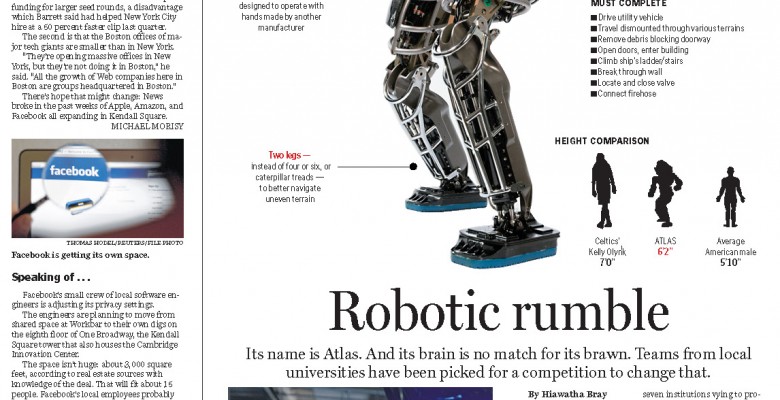 funding for larger seed rounds, a disadvantage
which Barrett said had helped New York City
hire at a 60 percent faster clip last quarter.
The second is that the Boston offices of ma-
jor tech giants are smaller than in New York.
"They're opening massive offices in New
York, but they're not doing it in Boston," he
said. "All the growth of Web companies here in
Boston are groups headquartered in Boston."
There's hope that might change: News
broke in the past weeks of Apple, Amazon, and
Facebook all expanding in Kendall Square.
MICHAEL MORISY
facebook
THOMAS HODEL/REUTERS/FILE PHOTO
Facebook is getting its own space.
Speaking of . . .
Facebook's small crew of local software en-
gineers is adjusting its privacy settings.
The engineers are planning to move from
shared space at Workbar to their own digs on
the eighth floor of One Broadway, the Kendall
Square tower that also houses the Cambridge
Innovation Center.
The space isn't huge: about 3,000 square
feet, according to real estate sources with
knowledge of the deal. That will fit about 15
people. Facebook's local employees probably
designed to operate with
hands made by another
manufacturer
Two legs —
instead of four or six, or
caterpillar treads —
to better navigate
uneven terrain
MUST COMPLETE
■ Drive utility vehicle
■ Travel dismounted through various terrains
■ Remove debris blocking doorway
■ Open doors, enter building
■ Climb ship's ladder/stairs
■ Break through wall
■ Locate and close valve
■ Connect firehose
HEIGHT COMPARISON
Celtics'
Kelly Olynyk
7'0"
ATLAS
6'2"
Average
American male
5'10"
Robotic rumble
Its name is Atlas. And its brain is no match for its brawn. Teams from local
universities have been picked for a competition to change that.
By Hiawatha Bray
seven institutions vying to pro-